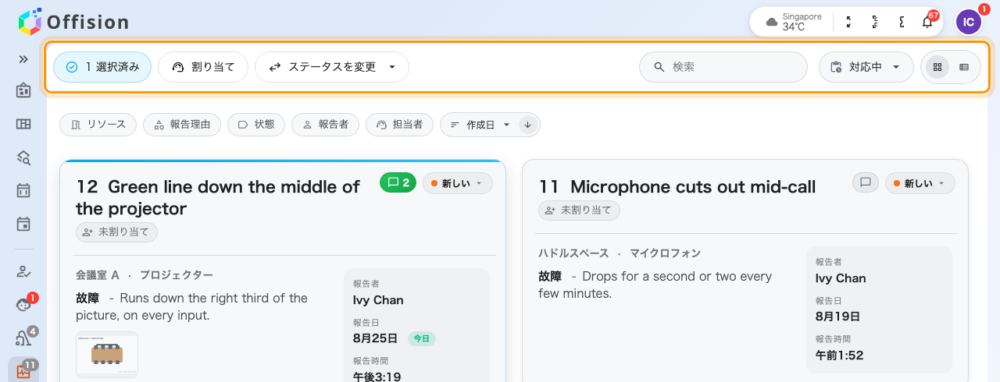 Offision
Singapore
34°C
67
IC
1
1 選択済み
割り当て
ステータスを変更
検索
対応中
リソース
報告理由
状態
報告者
担当者
作成日
12 Green line down the middle of
the projector
2
新しい
未割り当て
会議室 A · プロジェクター
故障 - Runs down the right third of the
picture, on every input.
報告者
Ivy Chan
報告日
8月25日 今日
報告時間
午後3:19
11 Microphone cuts out mid-call
新しい
未割り当て
ハドルスペース · マイクロフォン
故障 - Drops for a second or two every
few minutes.
報告者
Ivy Chan
報告日
8月19日
報告時間
午前1:52
1
4
11